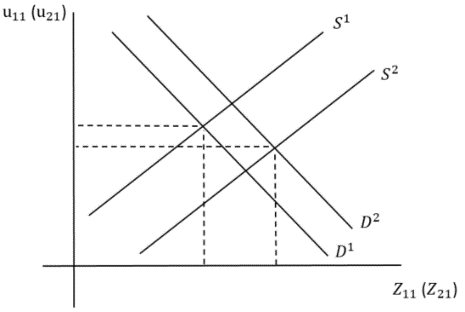 u₁₁ (u₂₁)
S¹
S²
D²
D¹
Z₁₁ (Z₂₁)